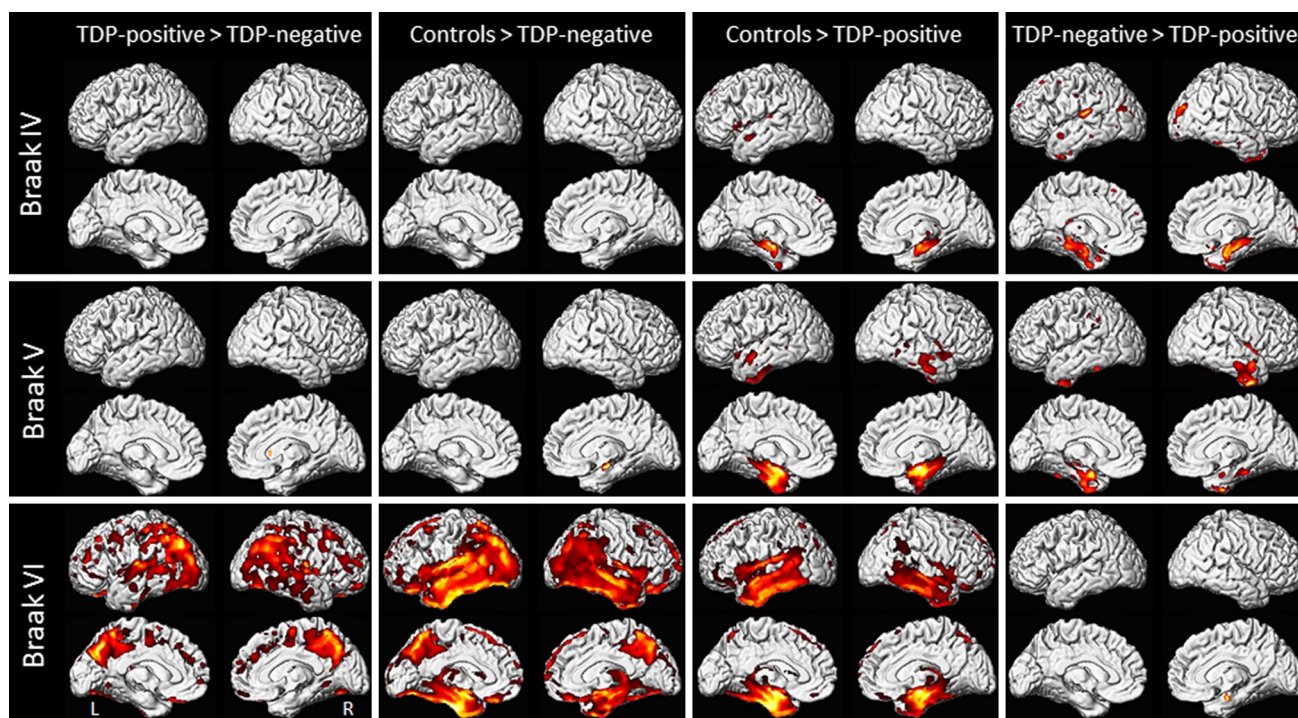 TDP-positive > TDP-negative
Controls > TDP-negative
Controls > TDP-positive
TDP-negative > TDP-positive
Braak IV
Braak V
Braak VI
L
R